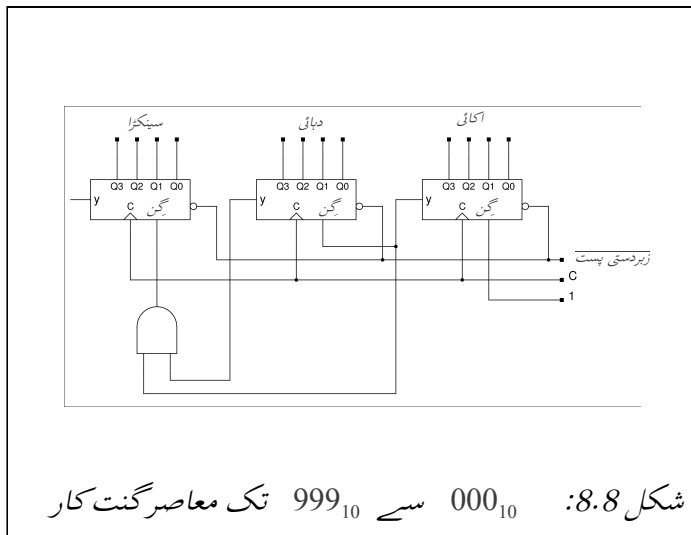 اکائی دہائی سینکڑا
Q3 Q2 Q1 Q0 Q3 Q2 Q1 Q0 Q3 Q2 Q1 Q0
y C گِن y C گِن y C گِن
زبردستی پست
C
1
شکل 8.8: 000₁₀ سے 999₁₀ تک معاصر گنت کار